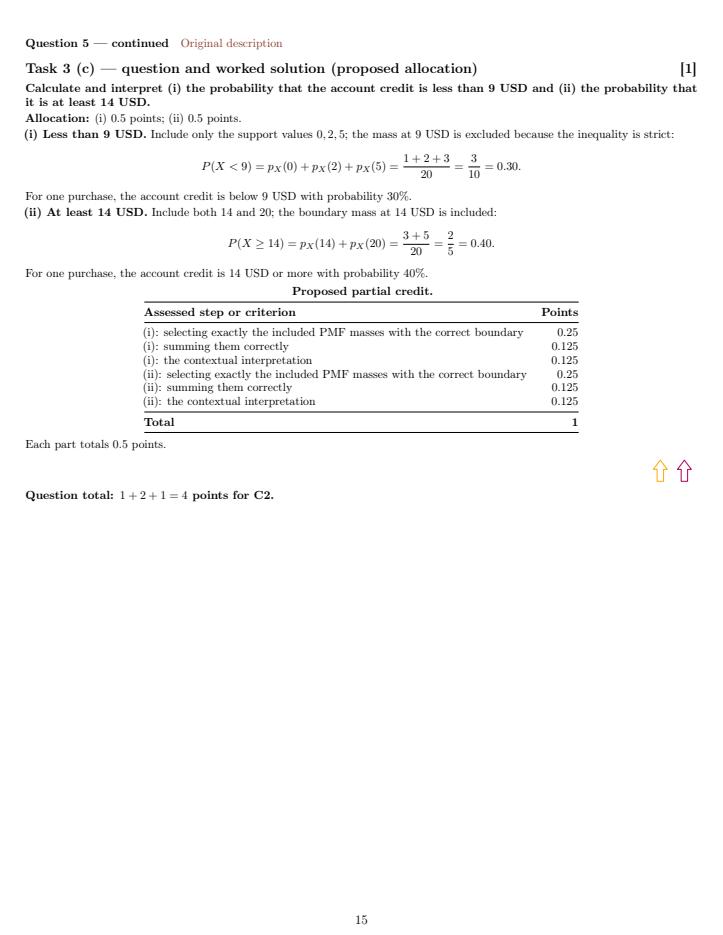 Question 5 — continued Original description
Task 3 (c) — question and worked solution (proposed allocation) [1]
Calculate and interpret (i) the probability that the account credit is less than 9 USD and (ii) the probability that
it is at least 14 USD.
Allocation: (i) 0.5 points; (ii) 0.5 points.
(i) Less than 9 USD. Include only the support values 0, 2, 5; the mass at 9 USD is excluded because the inequality is strict:
P(X < 9) = p_X(0) + p_X(2) + p_X(5) = (1 + 2 + 3)/20 = 3/10 = 0.30.
For one purchase, the account credit is below 9 USD with probability 30%.
(ii) At least 14 USD. Include both 14 and 20; the boundary mass at 14 USD is included:
P(X ≥ 14) = p_X(14) + p_X(20) = (3 + 5)/20 = 2/5 = 0.40.
For one purchase, the account credit is 14 USD or more with probability 40%.
Proposed partial credit.
Assessed step or criterion Points
(i): selecting exactly the included PMF masses with the correct boundary 0.25
(i): summing them correctly 0.125
(i): the contextual interpretation 0.125
(ii): selecting exactly the included PMF masses with the correct boundary 0.25
(ii): summing them correctly 0.125
(ii): the contextual interpretation 0.125
Total 1
Each part totals 0.5 points.
Question total: 1 + 2 + 1 = 4 points for C2.
15